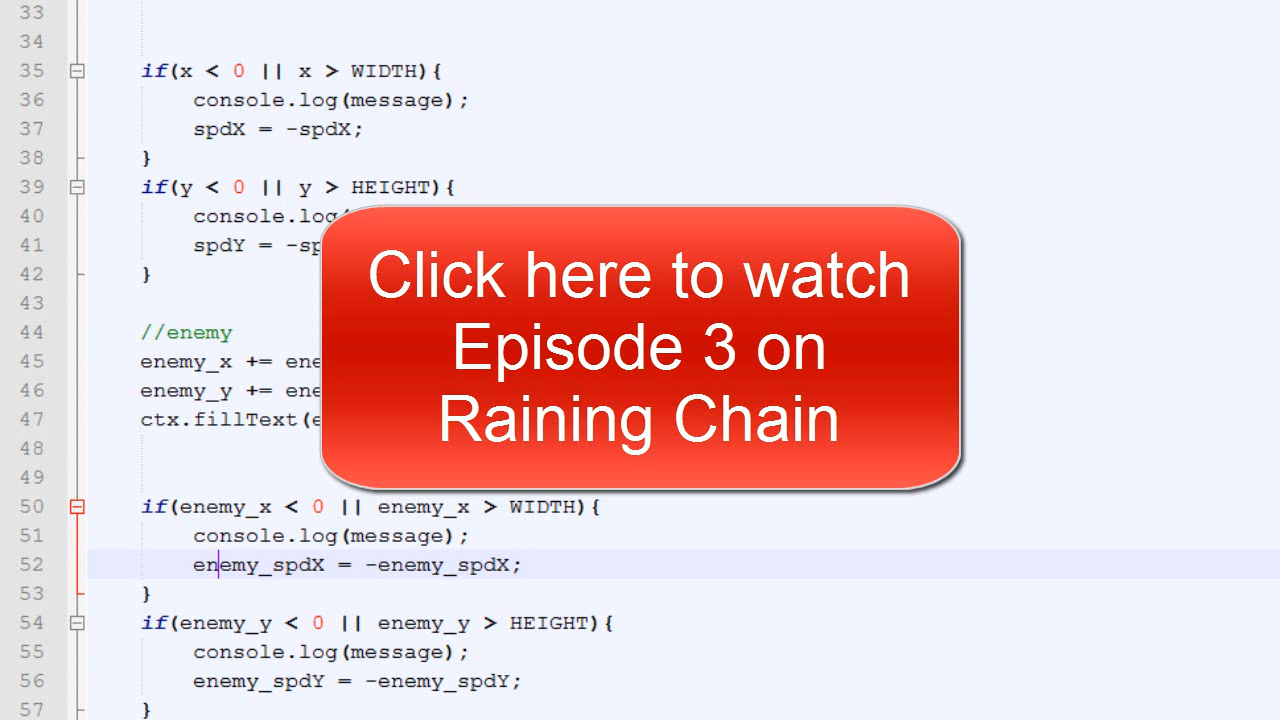 33
34
35 if(x < 0 || x > WIDTH){
36 console.log(message);
37 spdX = -spdX;
38 }
39 if(y < 0 || y > HEIGHT){
40 console.log
41 spdY = -sp
42 }
43
44 //enemy
45 enemy_x += ene
46 enemy_y += ene
47 ctx.fillText(e
48
49
50 if(enemy_x < 0 || enemy_x > WIDTH){
51 console.log(message);
52 enemy_spdX = -enemy_spdX;
53 }
54 if(enemy_y < 0 || enemy_y > HEIGHT){
55 console.log(message);
56 enemy_spdY = -enemy_spdY;
57 }
Click here to watch
Episode 3 on
Raining Chain